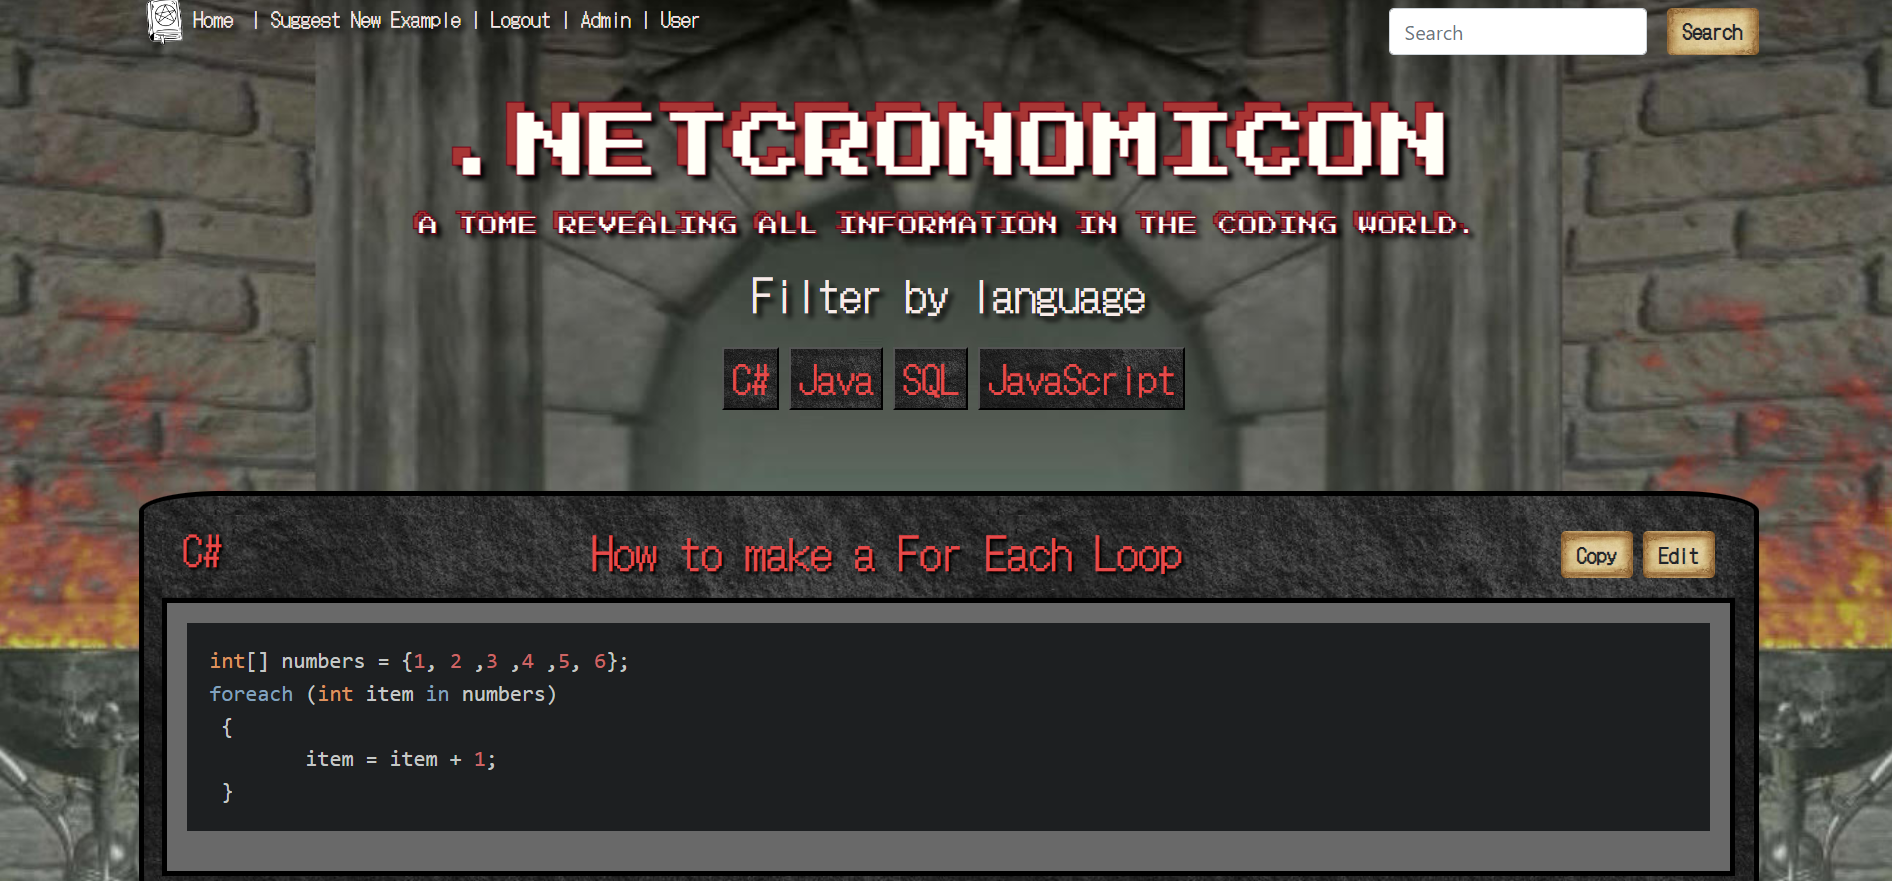 Home | Suggest New Example | Logout | Admin | User
Search Search
.NETCRONOMICON
A TOME REVEALING ALL INFORMATION IN THE CODING WORLD.
Filter by language
C# Java SQL JavaScript
C# How to make a For Each Loop Copy Edit
int[] numbers = {1, 2 ,3 ,4 ,5, 6};
foreach (int item in numbers)
{
item = item + 1;
}